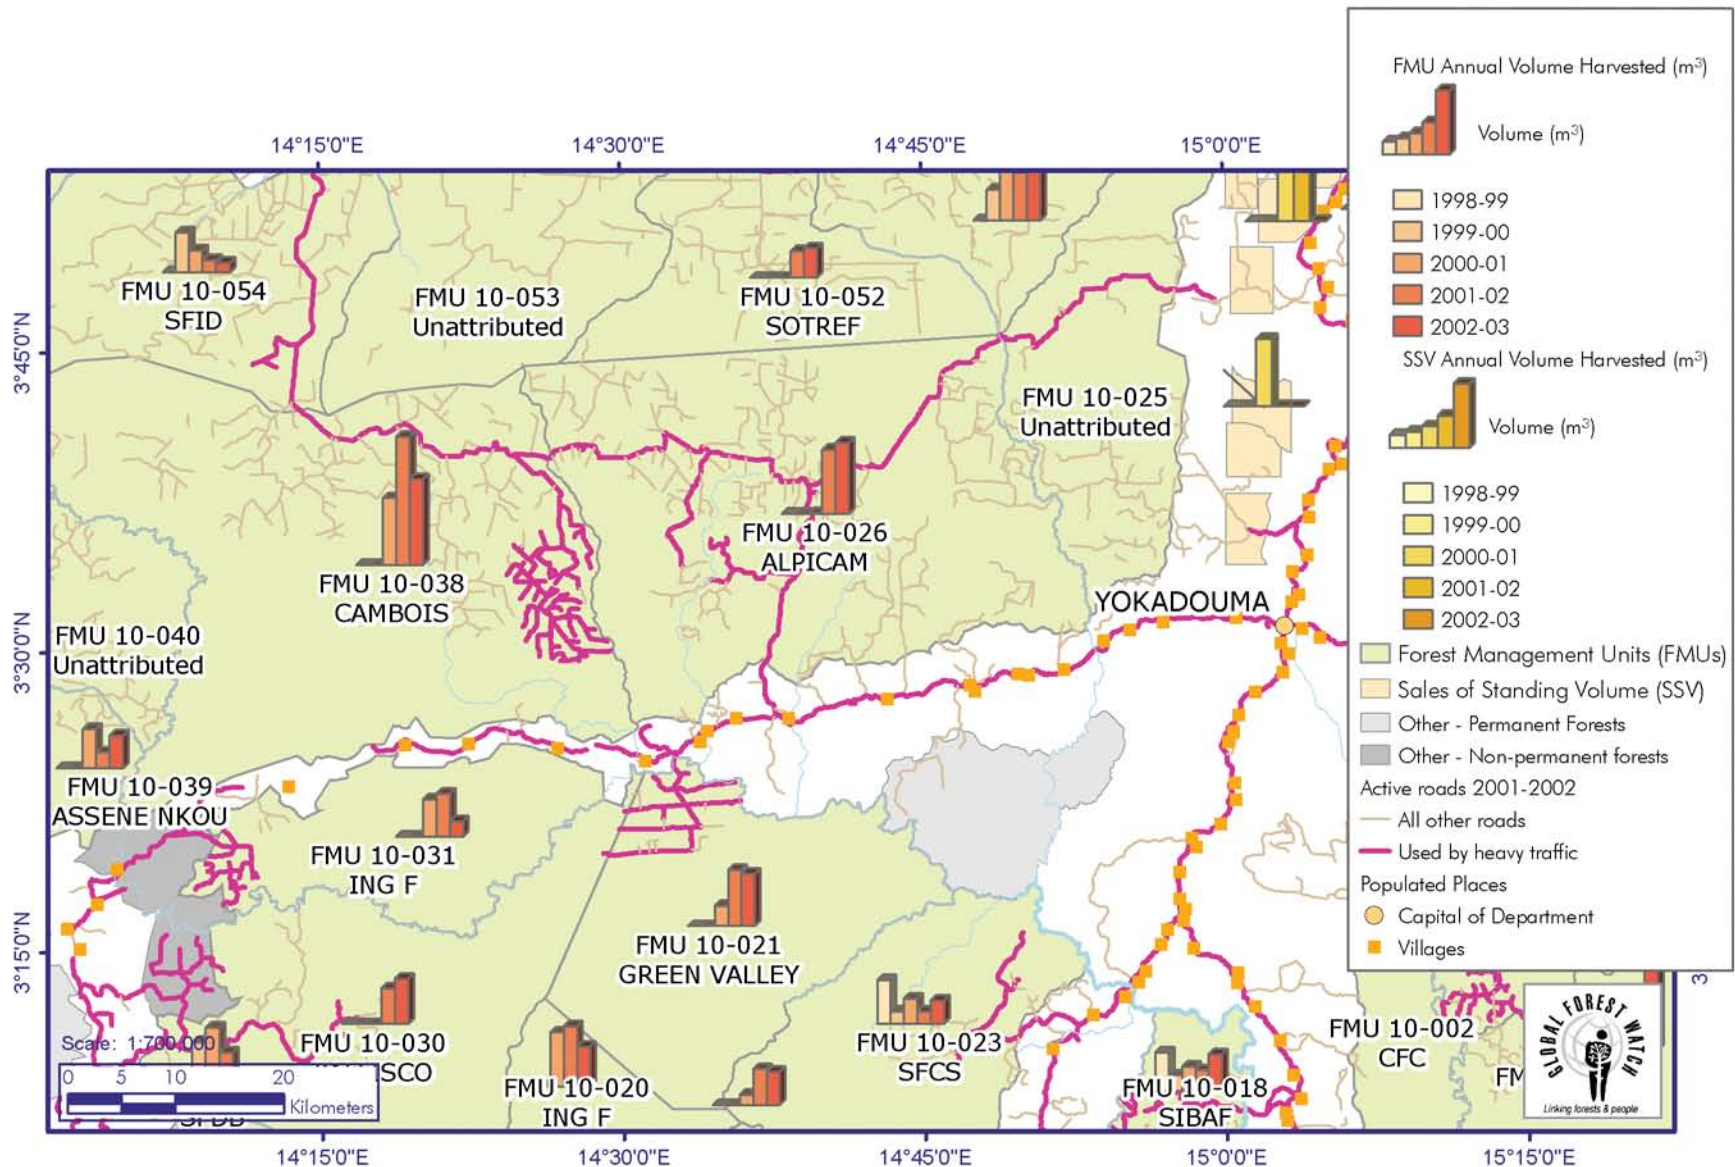 14°15'0"E
14°30'0"E
14°45'0"E
15°0'0"E
3°45'0"N
3°30'0"N
3°15'0"N
FMU 10-054
SFID
FMU 10-053
Unattributed
FMU 10-052
SOTREF
FMU 10-025
Unattributed
FMU 10-038
CAMBOIS
FMU 10-026
ALPICAM
YOKADOUMA
FMU 10-040
Unattributed
FMU 10-039
ASSENE NKOU
FMU 10-031
ING F
FMU 10-021
GREEN VALLEY
FMU 10-030
SCO
FMU 10-023
SFCS
FMU 10-020
ING F
FMU 10-018
SIBAF
FMU 10-002
CFC
FM
Scale: 1:700 000
0 5 10 20
Kilometers
14°15'0"E
14°30'0"E
14°45'0"E
15°0'0"E
15°15'0"E
FMU Annual Volume Harvested (m³)
Volume (m³)
1998-99
1999-00
2000-01
2001-02
2002-03
SSV Annual Volume Harvested (m³)
Volume (m³)
1998-99
1999-00
2000-01
2001-02
2002-03
Forest Management Units (FMUs)
Sales of Standing Volume (SSV)
Other - Permanent Forests
Other - Non-permanent forests
Active roads 2001-2002
All other roads
Used by heavy traffic
Populated Places
Capital of Department
Villages
GLOBAL FOREST WATCH
Linking forests & people